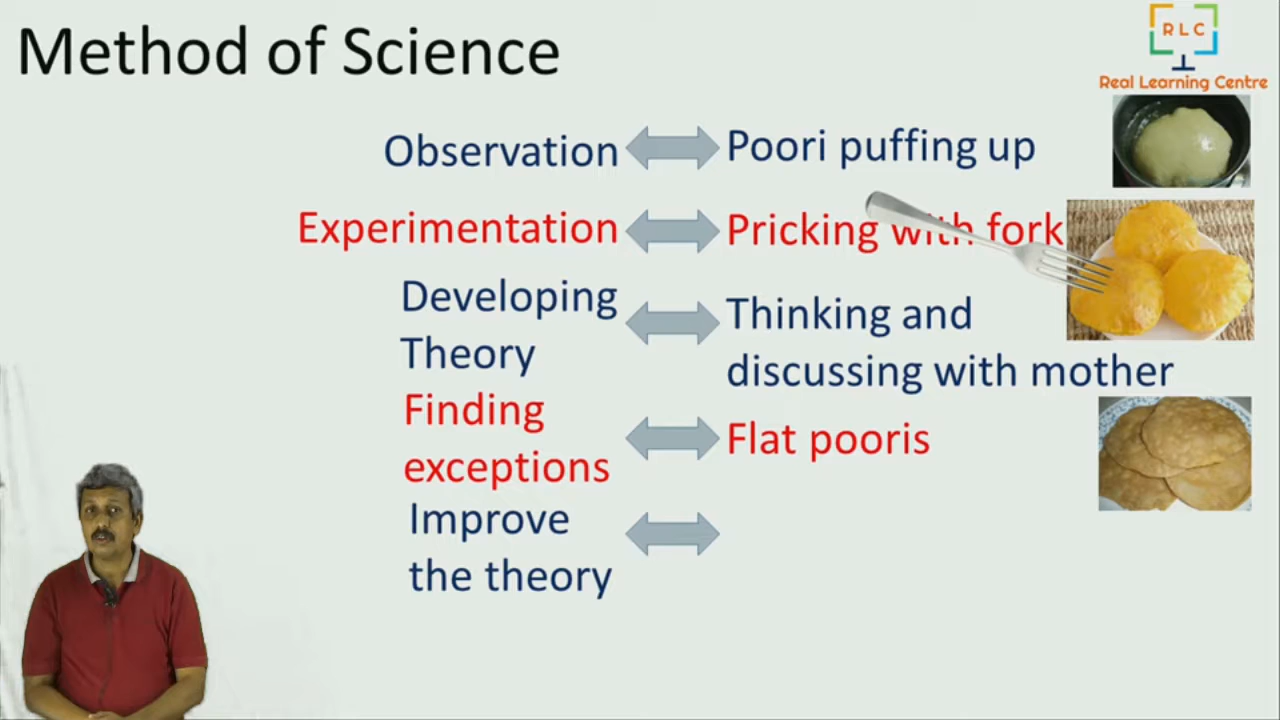 Method of Science
RLC
Real Learning Centre
Observation
Poori puffing up
Experimentation
Pricking with fork
Developing
Theory
Thinking and
discussing with mother
Finding
exceptions
Flat pooris
Improve
the theory